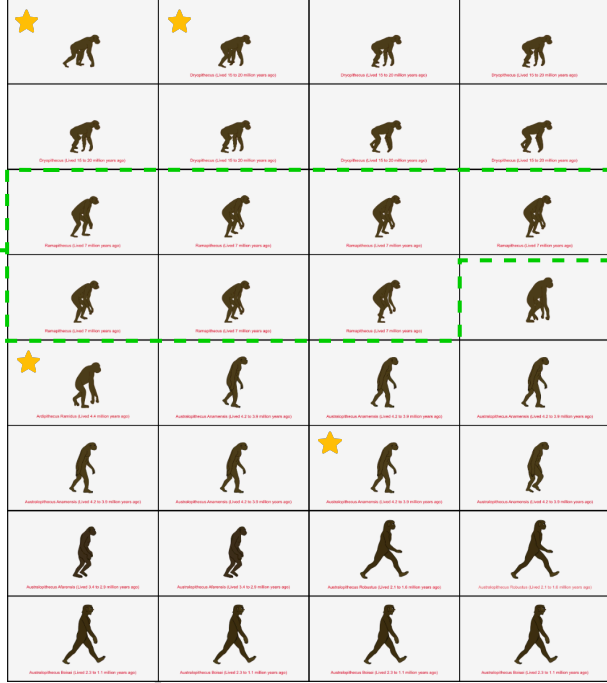 Dryopithecus (Lived 15 to 20 million years ago)
Dryopithecus (Lived 15 to 20 million years ago)
Dryopithecus (Lived 15 to 20 million years ago)
Dryopithecus (Lived 15 to 20 million years ago)
Dryopithecus (Lived 15 to 20 million years ago)
Dryopithecus (Lived 15 to 20 million years ago)
Dryopithecus (Lived 15 to 20 million years ago)
Ramapithecus (Lived 7 million years ago)
Ramapithecus (Lived 7 million years ago)
Ramapithecus (Lived 7 million years ago)
Ramapithecus (Lived 7 million years ago)
Ramapithecus (Lived 7 million years ago)
Ramapithecus (Lived 7 million years ago)
Ramapithecus (Lived 7 million years ago)
Ardipithecus Ramidus (Lived 4.4 million years ago)
Australopithecus Anamensis (Lived 4.2 to 3.9 million years ago)
Australopithecus Anamensis (Lived 4.2 to 3.9 million years ago)
Australopithecus Anamensis (Lived 4.2 to 3.9 million years ago)
Australopithecus Anamensis (Lived 4.2 to 3.9 million years ago)
Australopithecus Anamensis (Lived 4.2 to 3.9 million years ago)
Australopithecus Anamensis (Lived 4.2 to 3.9 million years ago)
Australopithecus Anamensis (Lived 4.2 to 3.9 million years ago)
Australopithecus Afarensis (Lived 3.4 to 2.9 million years ago)
Australopithecus Afarensis (Lived 3.4 to 2.9 million years ago)
Australopithecus Robustus (Lived 2.1 to 1.6 million years ago)
Australopithecus Robustus (Lived 2.1 to 1.6 million years ago)
Australopithecus Boisei (Lived 2.3 to 1.1 million years ago)
Australopithecus Boisei (Lived 2.3 to 1.1 million years ago)
Australopithecus Boisei (Lived 2.3 to 1.1 million years ago)
Australopithecus Boisei (Lived 2.3 to 1.1 million years ago)